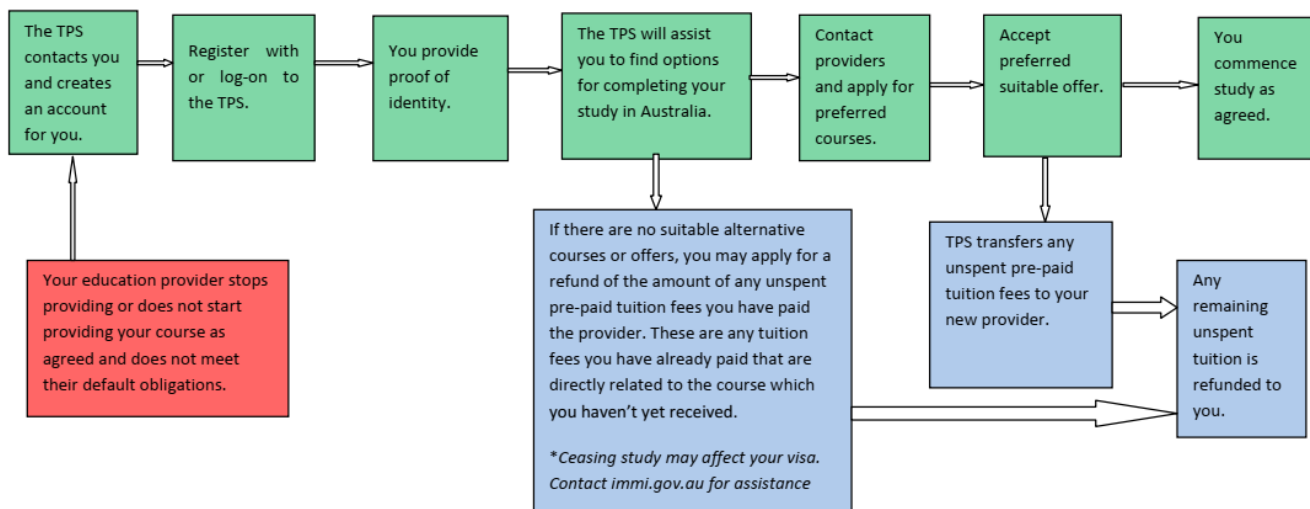 The TPS
contacts you
and creates
an account
for you.
Register with
or log-on to
the TPS.
You provide
proof of
identity.
The TPS will assist
you to find options
for completing your
study in Australia.
Contact
providers
and apply for
preferred
courses.
Accept
preferred
suitable offer.
You
commence
study as
agreed.
Your education provider stops
providing or does not start
providing your course as
agreed and does not meet
their default obligations.
If there are no suitable alternative
courses or offers, you may apply for a
refund of the amount of any unspent
pre-paid tuition fees you have paid
the provider. These are any tuition
fees you have already paid that are
directly related to the course which
you haven’t yet received.
*Ceasing study may affect your visa.
Contact immi.gov.au for assistance
TPS transfers any
unspent pre-paid
tuition fees to your
new provider.
Any
remaining
unspent
tuition is
refunded to
you.